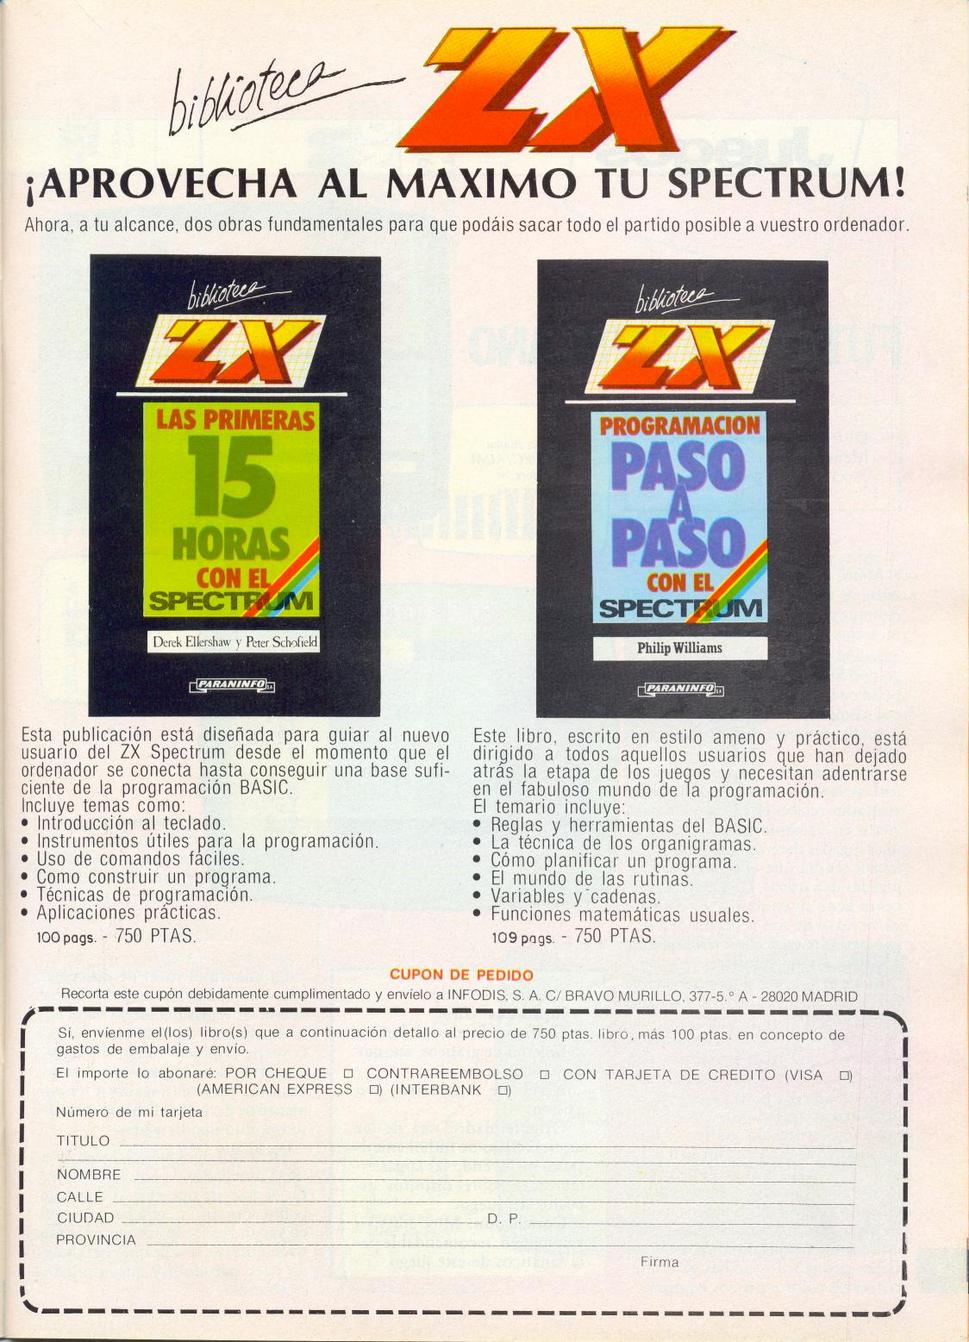 biblioteca ZX
¡APROVECHA AL MAXIMO TU SPECTRUM!
Ahora, a tu alcance, dos obras fundamentales para que podáis sacar todo el partido posible a vuestro ordenador.
biblioteca
ZX
LAS PRIMERAS
15
HORAS
CON EL
SPECTRUM
Derek Ellershaw y Peter Schofield
PARANINFO S.A.
biblioteca
ZX
PROGRAMACION
PASO
A
PASO
CON EL
SPECTRUM
Philip Williams
PARANINFO S.A.
Esta publicación está diseñada para guiar al nuevo
usuario del ZX Spectrum desde el momento que el
ordenador se conecta hasta conseguir una base sufi-
ciente de la programación BASIC.
Incluye temas como:
• Introducción al teclado.
• Instrumentos útiles para la programación.
• Uso de comandos fáciles.
• Como construir un programa.
• Técnicas de programación.
• Aplicaciones prácticas.
100 pags. - 750 PTAS.
Este libro, escrito en estilo ameno y práctico, está
dirigido a todos aquellos usuarios que han dejado
atrás la etapa de los juegos y necesitan adentrarse
en el fabuloso mundo de la programación.
El temario incluye:
• Reglas y herramientas del BASIC.
• La técnica de los organigramas.
• Cómo planificar un programa.
• El mundo de las rutinas.
• Variables y cadenas.
• Funciones matemáticas usuales.
109 pags. - 750 PTAS.
CUPON DE PEDIDO
Recorta este cupón debidamente cumplimentado y envíelo a INFODIS, S. A. C/ BRAVO MURILLO, 377-5.º A - 28020 MADRID
Sí, envíenme el(los) libro(s) que a continuación detallo al precio de 750 ptas. libro, más 100 ptas. en concepto de
gastos de embalaje y envío.
El importe lo abonaré: POR CHEQUE □ CONTRAREEMBOLSO □ CON TARJETA DE CREDITO (VISA □)
(AMERICAN EXPRESS □) (INTERBANK □)
Número de mi tarjeta
TITULO
NOMBRE
CALLE
CIUDAD D. P.
PROVINCIA
Firma